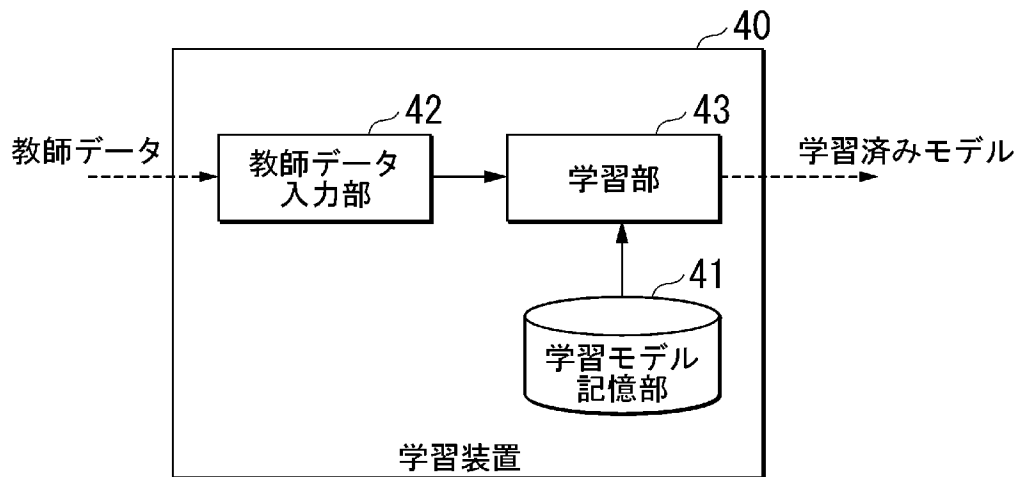 40
42
43
教師データ
教師データ
入力部
学習部
学習済みモデル
41
学習モデル
記憶部
学習装置